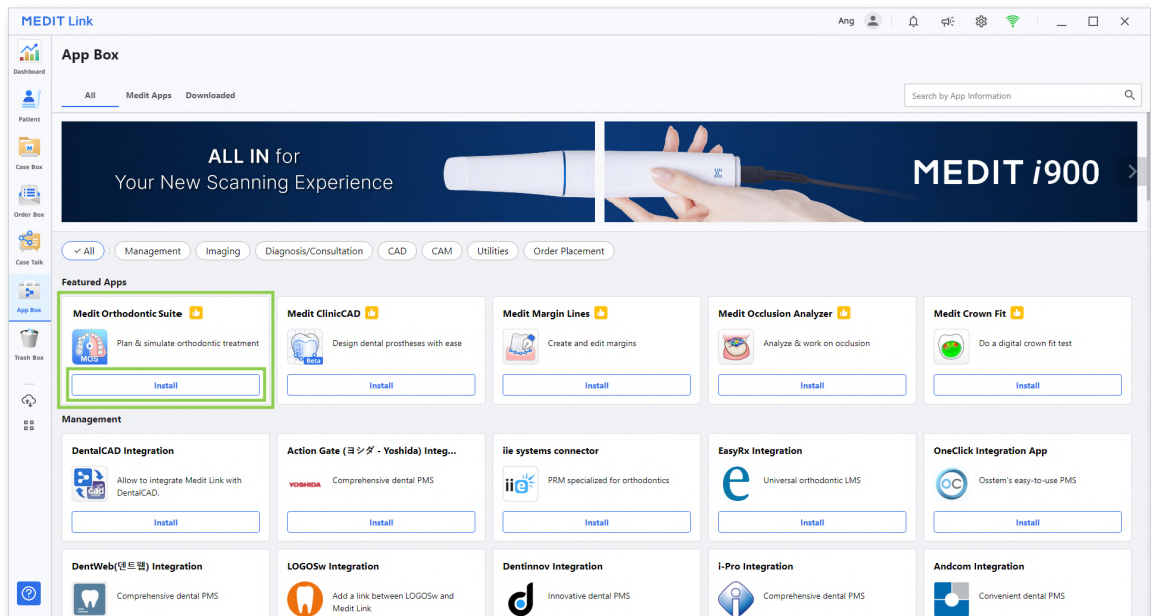 MEDIT Link
Ang
Dashboard
Patient
Case Box
Order Box
Case Talk
App Box
Trash Box
App Box
All
Medit Apps
Downloaded
Search by App Information
ALL IN for
Your New Scanning Experience
MEDIT i900
All
Management
Imaging
Diagnosis/Consultation
CAD
CAM
Utilities
Order Placement
Featured Apps
Medit Orthodontic Suite
MOS
Plan & simulate orthodontic treatment
Install
Medit ClinicCAD
Beta
Design dental prostheses with ease
Install
Medit Margin Lines
Create and edit margins
Install
Medit Occlusion Analyzer
Analyze & work on occlusion
Install
Medit Crown Fit
Do a digital crown fit test
Install
Management
DentalCAD Integration
cad
Allow to integrate Medit Link with
DentalCAD.
Install
Action Gate (ヨシダ - Yoshida) Integ...
YOSHIDA
Comprehensive dental PMS
Install
iie systems connector
iie
PRM specialized for orthodontics
Install
EasyRx Integration
e
Universal orthodontic LMS
Install
OneClick Integration App
OC
Osstem's easy-to-use PMS
Install
DentWeb(덴트웹) Integration
Comprehensive dental PMS
LOGOSw Integration
Add a link between LOGOSw and
Medit Link
Dentinnov Integration
d
Innovative dental PMS
i-Pro Integration
i
Comprehensive dental PMS
Andcom Integration
Convenient dental PMS